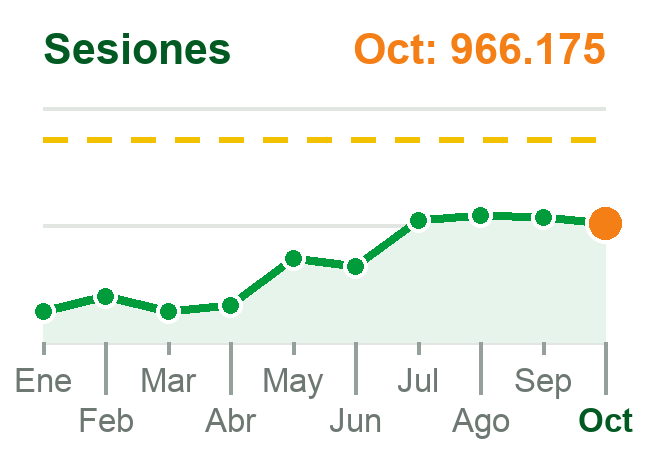 Sesiones
Oct: 966.175
Ene
Feb
Mar
Abr
May
Jun
Jul
Ago
Sep
Oct